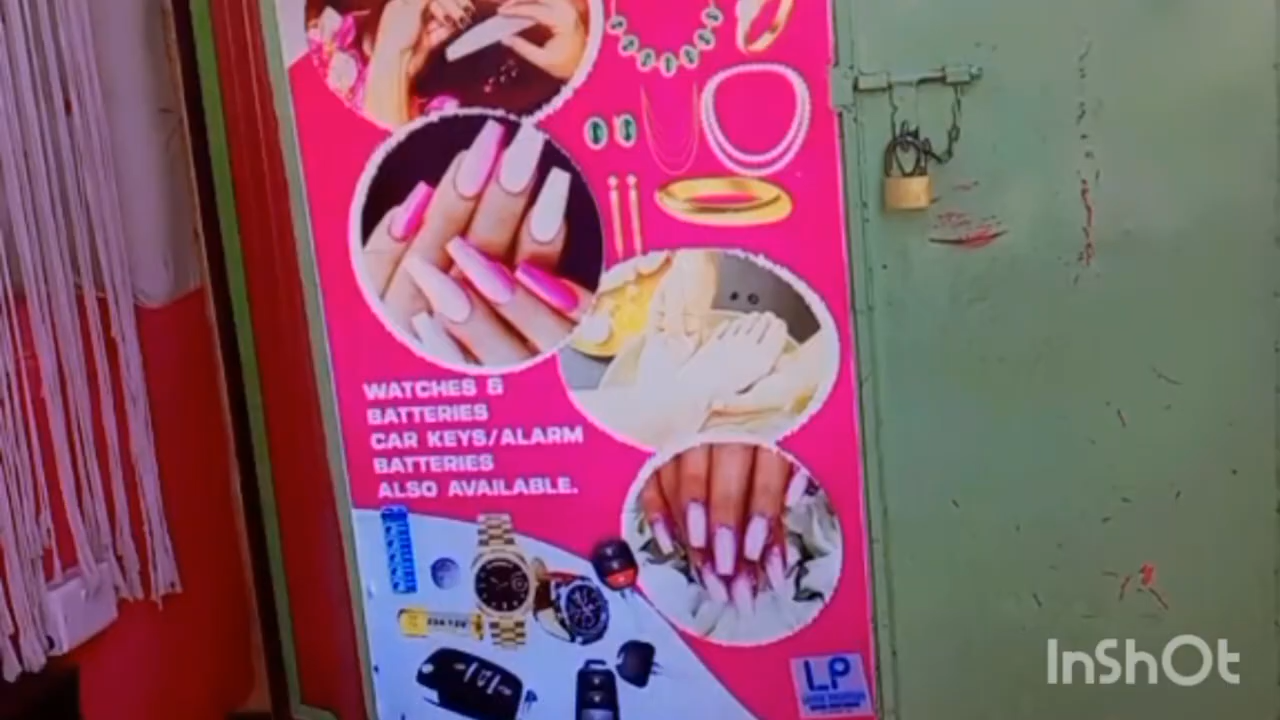 WATCHES &
BATTERIES
CAR KEYS/ALARM
BATTERIES
ALSO AVAILABLE.
LP
InShOt